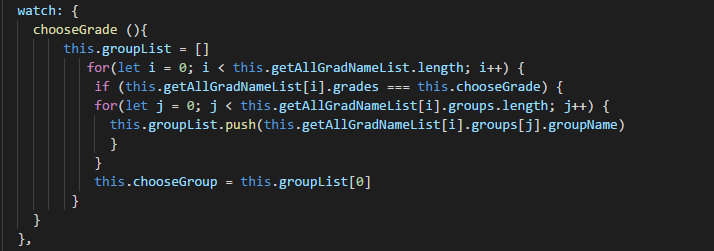 watch: {
chooseGrade (){
this.groupList = []
for(let i = 0; i < this.getAllGradNameList.length; i++) {
if (this.getAllGradNameList[i].grades === this.chooseGrade) {
for(let j = 0; j < this.getAllGradNameList[i].groups.length; j++) {
this.groupList.push(this.getAllGradNameList[i].groups[j].groupName)
}
}
this.chooseGroup = this.groupList[0]
}
}
},